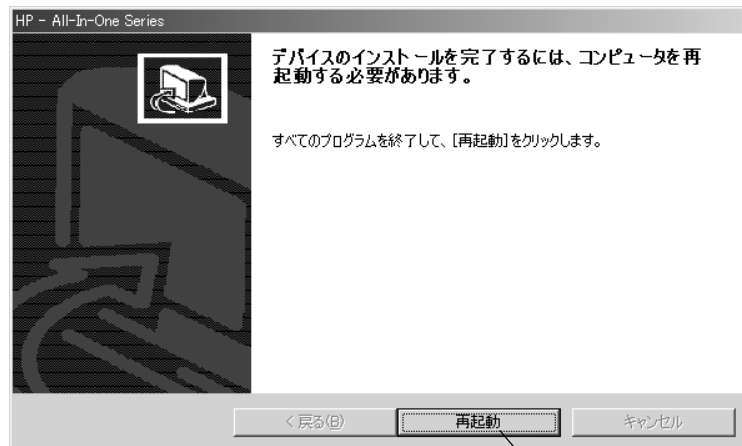 HP - All-In-One Series
デバイスのインストールを完了するには、コンピュータを再
起動する必要があります。
すべてのプログラムを終了して、[再起動]をクリックします。
< 戻る(B)
再起動
キャンセル